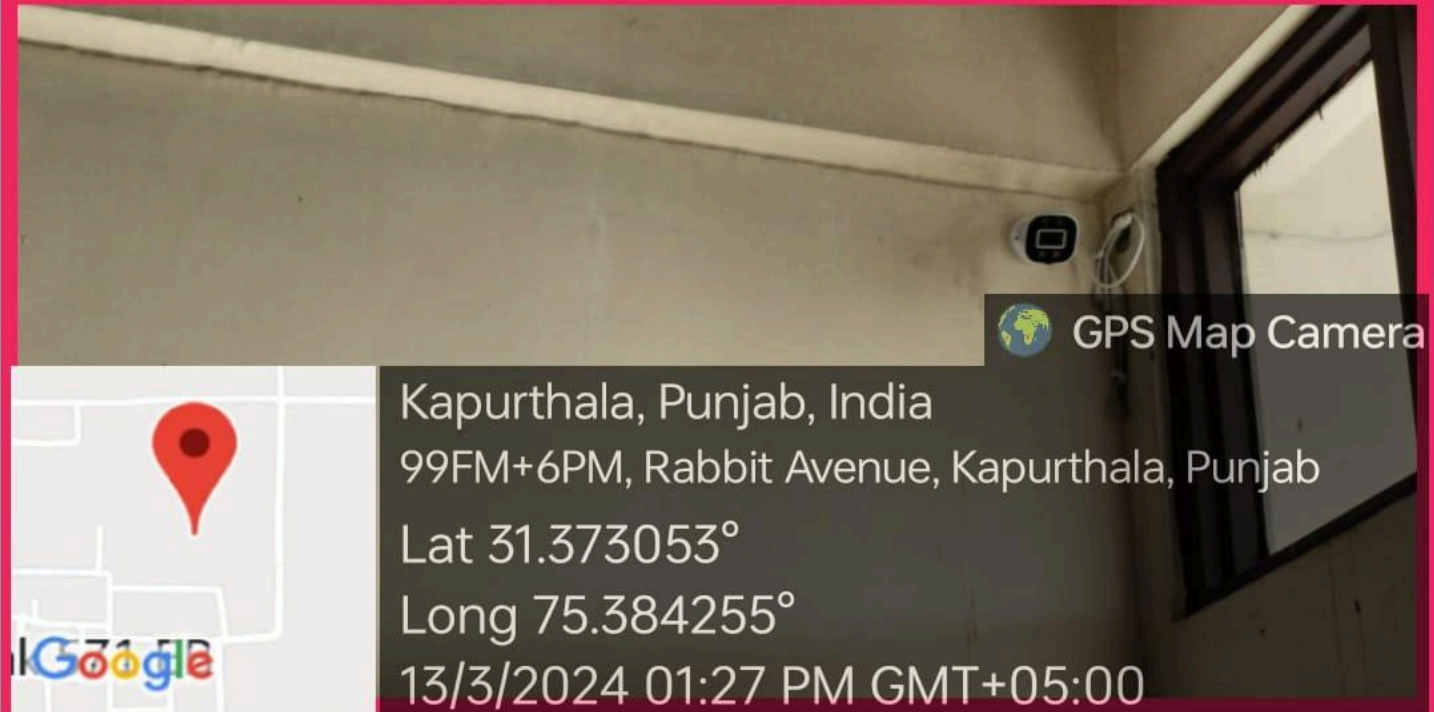 GPS Map Camera
Kapurthala, Punjab, India
99FM+6PM, Rabbit Avenue, Kapurthala, Punjab
Lat 31.373053°
Long 75.384255°
13/3/2024 01:27 PM GMT+05:00
Google